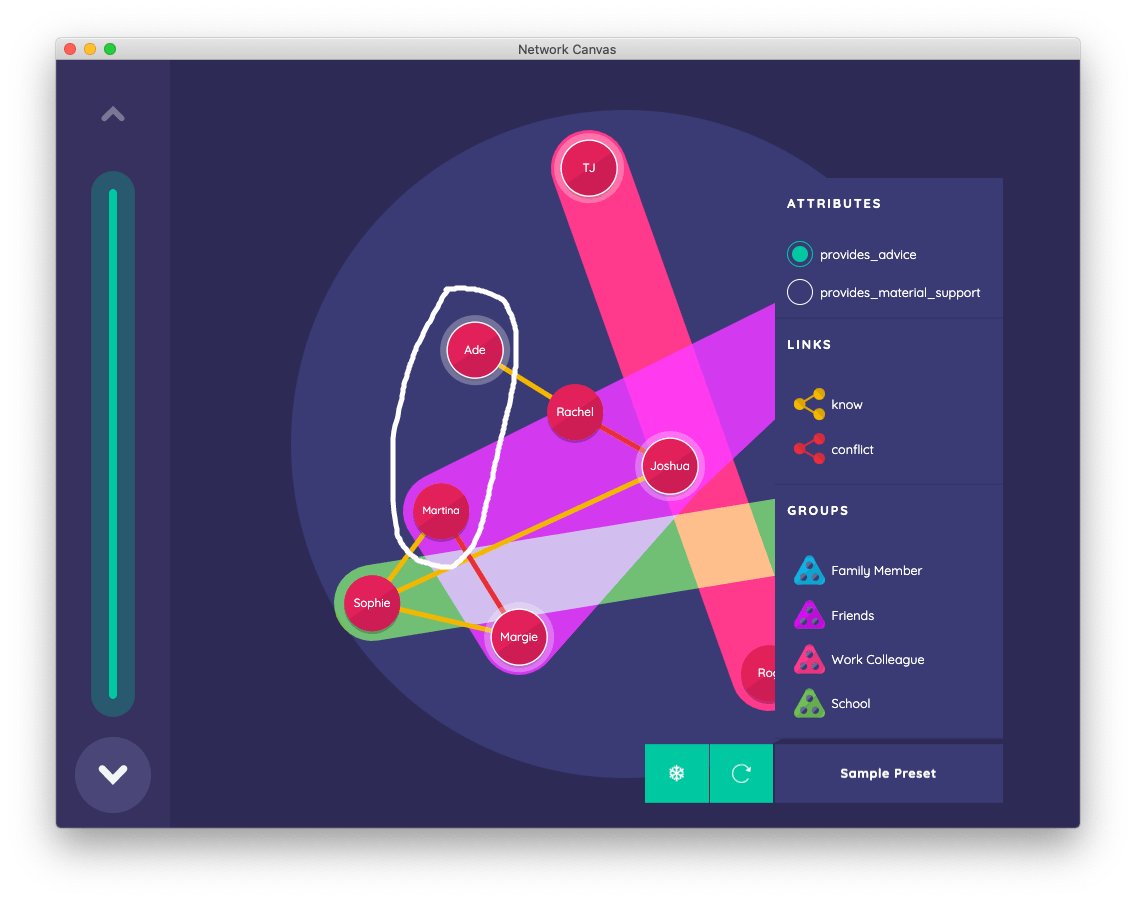 Network Canvas
TJ
ATTRIBUTES
provides_advice
provides_material_support
LINKS
Ade
know
Rachel
conflict
Joshua
GROUPS
Martina
Family Member
Sophie
Friends
Margie
Work Colleague
School
Sample Preset